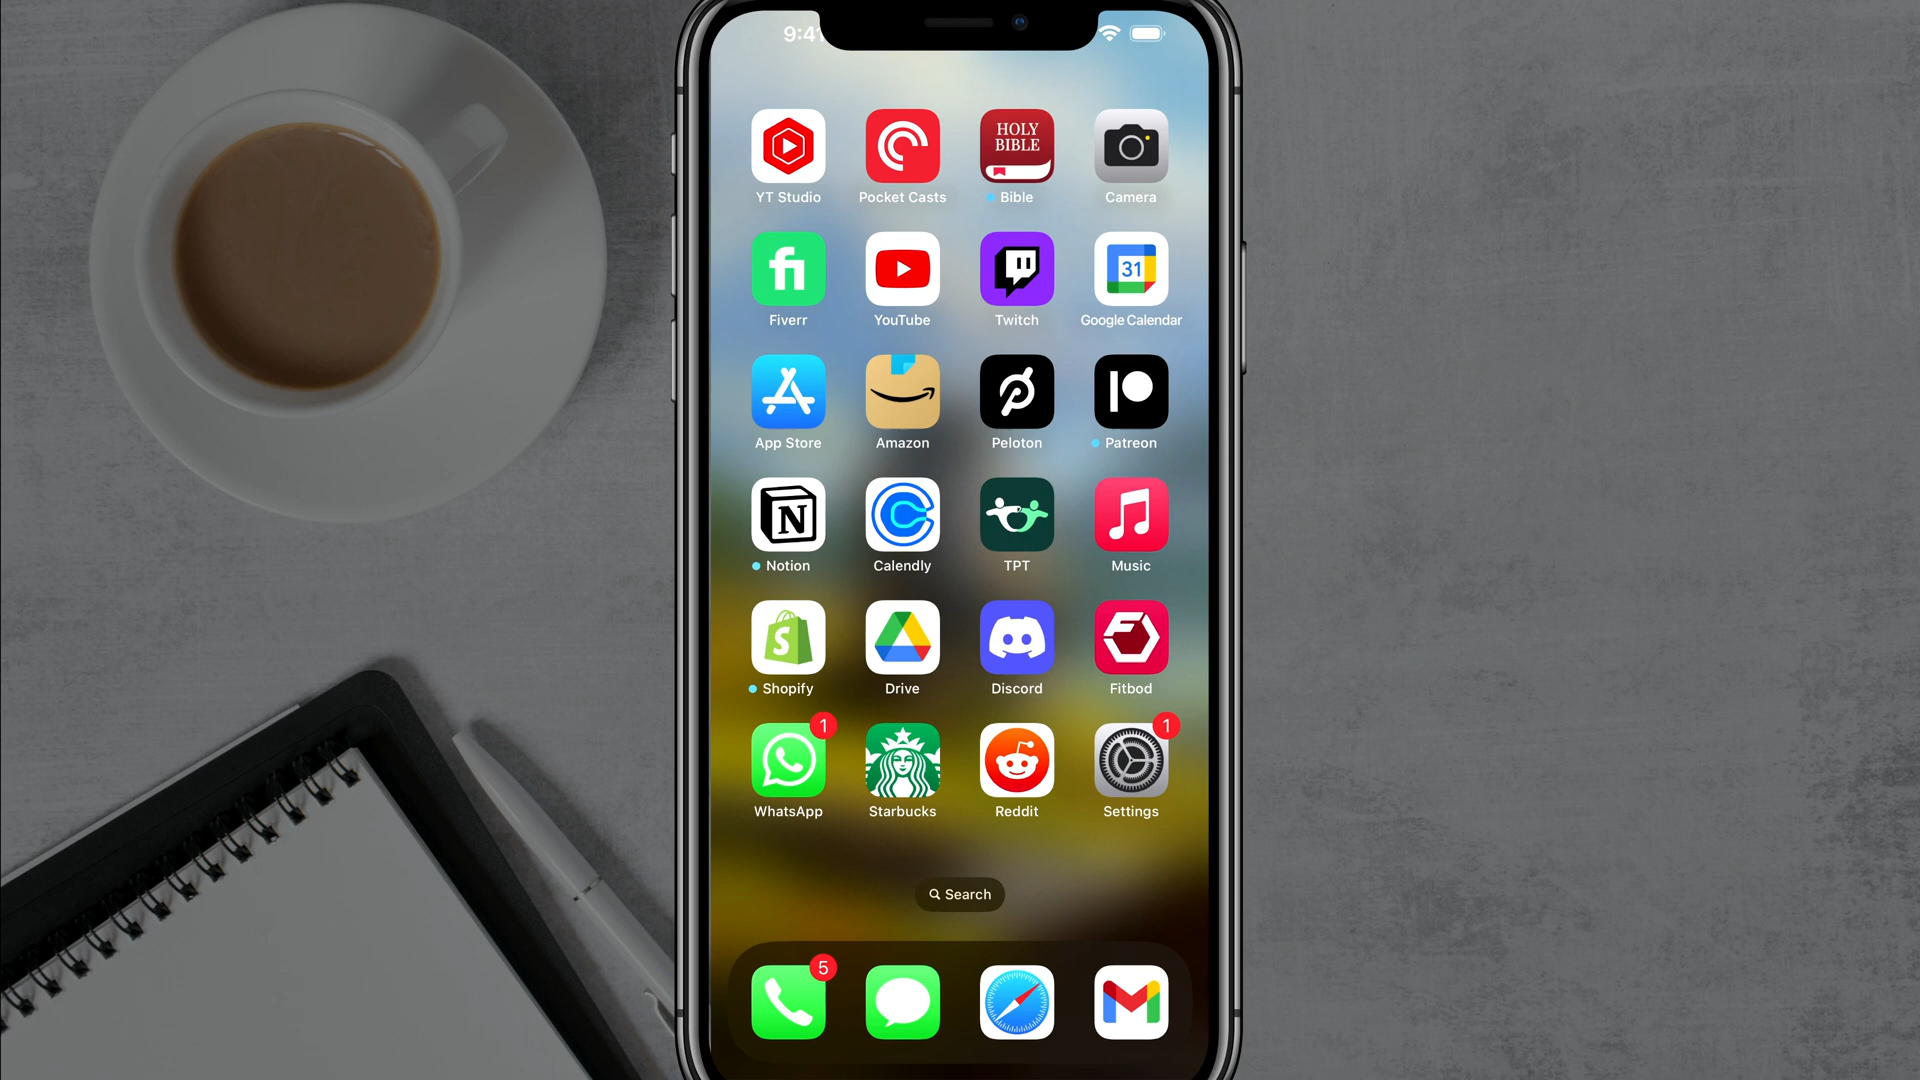 9:41
HOLY
BIBLE
YT Studio
Pocket Casts
Bible
Camera
31
Fiverr
YouTube
Twitch
Google Calendar
App Store
Amazon
Peloton
Patreon
Notion
Calendly
TPT
Music
Shopify
Drive
Discord
Fitbod
1
1
WhatsApp
Starbucks
Reddit
Settings
Search
5